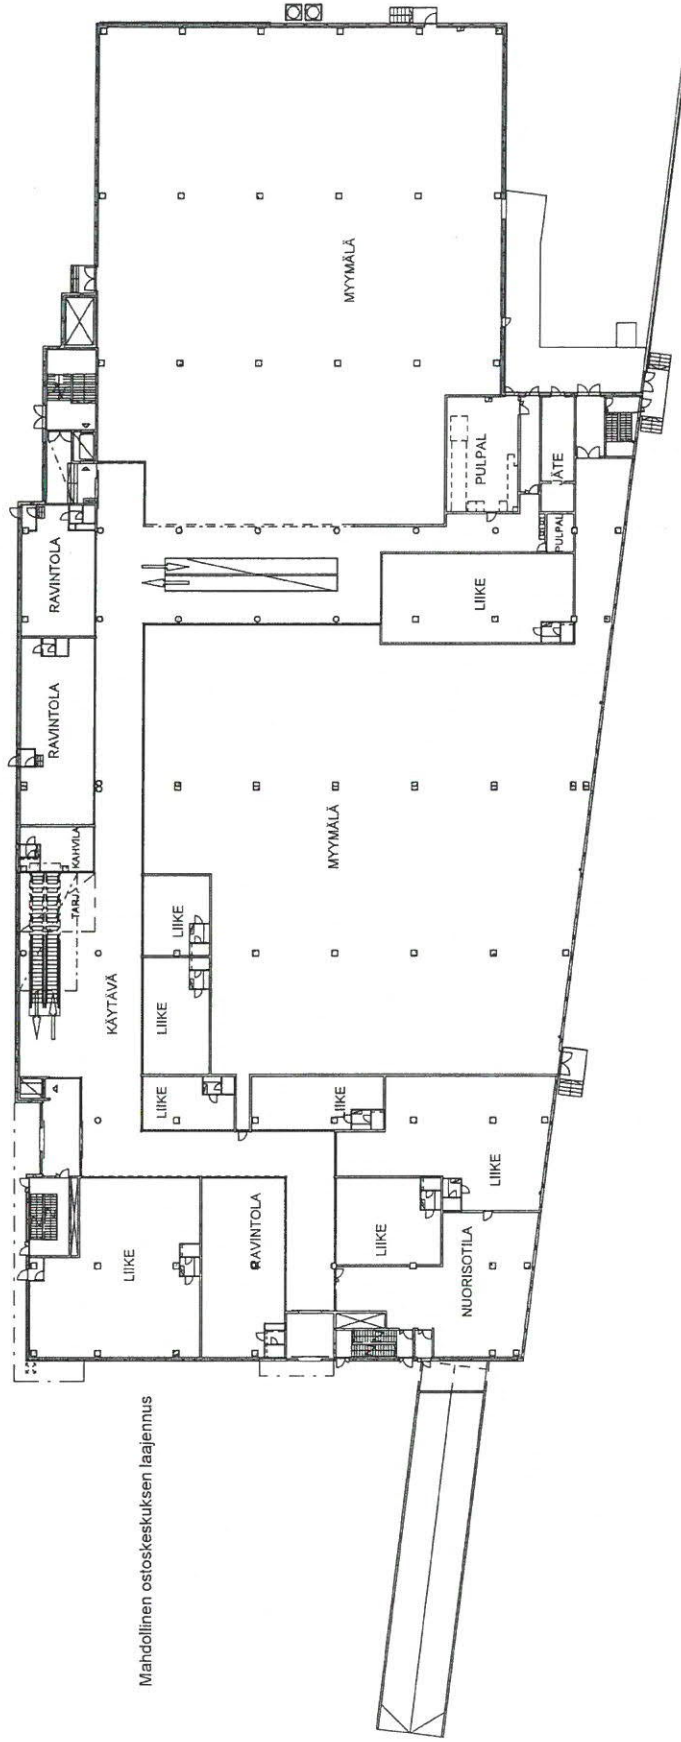 Mahdollinen ostoskeskuksen laajennus
LIIKE
RAVINTOLA
LIIKE
NUORISOTILA
LIIKE
LIIKE
LIIKE
LIIKE
LIIKE
KÄYTÄVÄ
TARJ.
KAHVILA
RAVINTOLA
RAVINTOLA
MYYMÄLÄ
LIIKE
PULPAL
PULPAL
JÄTE
MYYMÄLÄ